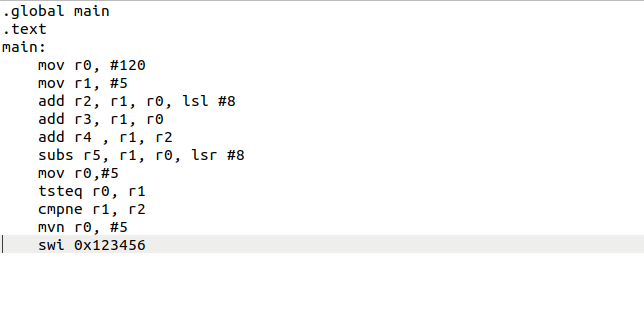 .global main
.text
main:
    mov r0, #120
    mov r1, #5
    add r2, r1, r0, lsl #8
    add r3, r1, r0
    add r4 , r1, r2
    subs r5, r1, r0, lsr #8
    mov r0,#5
    tsteq r0, r1
    cmpne r1, r2
    mvn r0, #5
    swi 0x123456